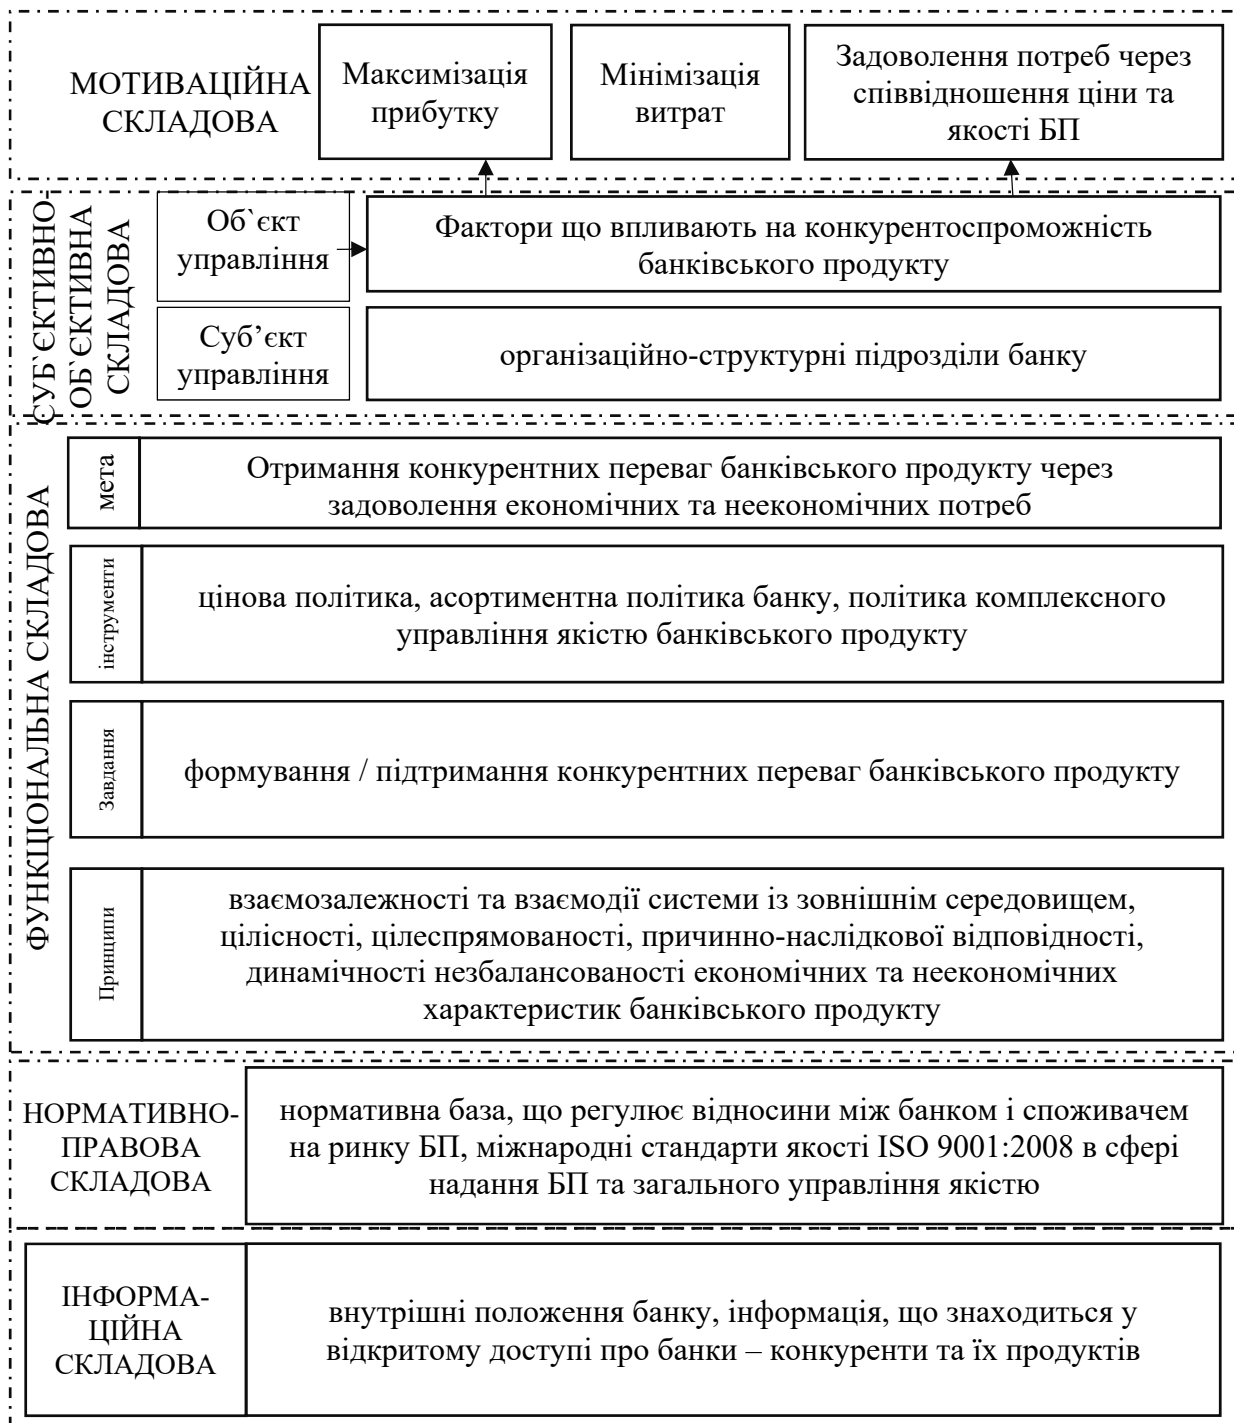 МОТИВАЦІЙНА
СКЛАДОВА
Максимізація
прибутку
Мінімізація
витрат
Задоволення потреб через
співвідношення ціни та
якості БП
СУБ`ЄКТИВНО-
ОБ`ЄКТИВНА
СКЛАДОВА
Об`єкт
управління
Фактори що впливають на конкурентоспроможність
банківського продукту
Суб’єкт
управління
організаційно-структурні підрозділи банку
ФУНКЦІОНАЛЬНА СКЛАДОВА
мета
Отримання конкурентних переваг банківського продукту через
задоволення економічних та неекономічних потреб
інструменти
цінова політика, асортиментна політика банку, політика комплексного
управління якістю банківського продукту
Завдання
формування / підтримання конкурентних переваг банківського продукту
Принципи
взаємозалежності та взаємодії системи із зовнішнім середовищем,
цілісності, цілеспрямованості, причинно-наслідкової відповідності,
динамічності незбалансованості економічних та неекономічних
характеристик банківського продукту
НОРМАТИВНО-
ПРАВОВА
СКЛАДОВА
нормативна база, що регулює відносини між банком і споживачем
на ринку БП, міжнародні стандарти якості ISO 9001:2008 в сфері
надання БП та загального управління якістю
ІНФОРМА-
ЦІЙНА
СКЛАДОВА
внутрішні положення банку, інформація, що знаходиться у
відкритому доступі про банки – конкуренти та їх продуктів